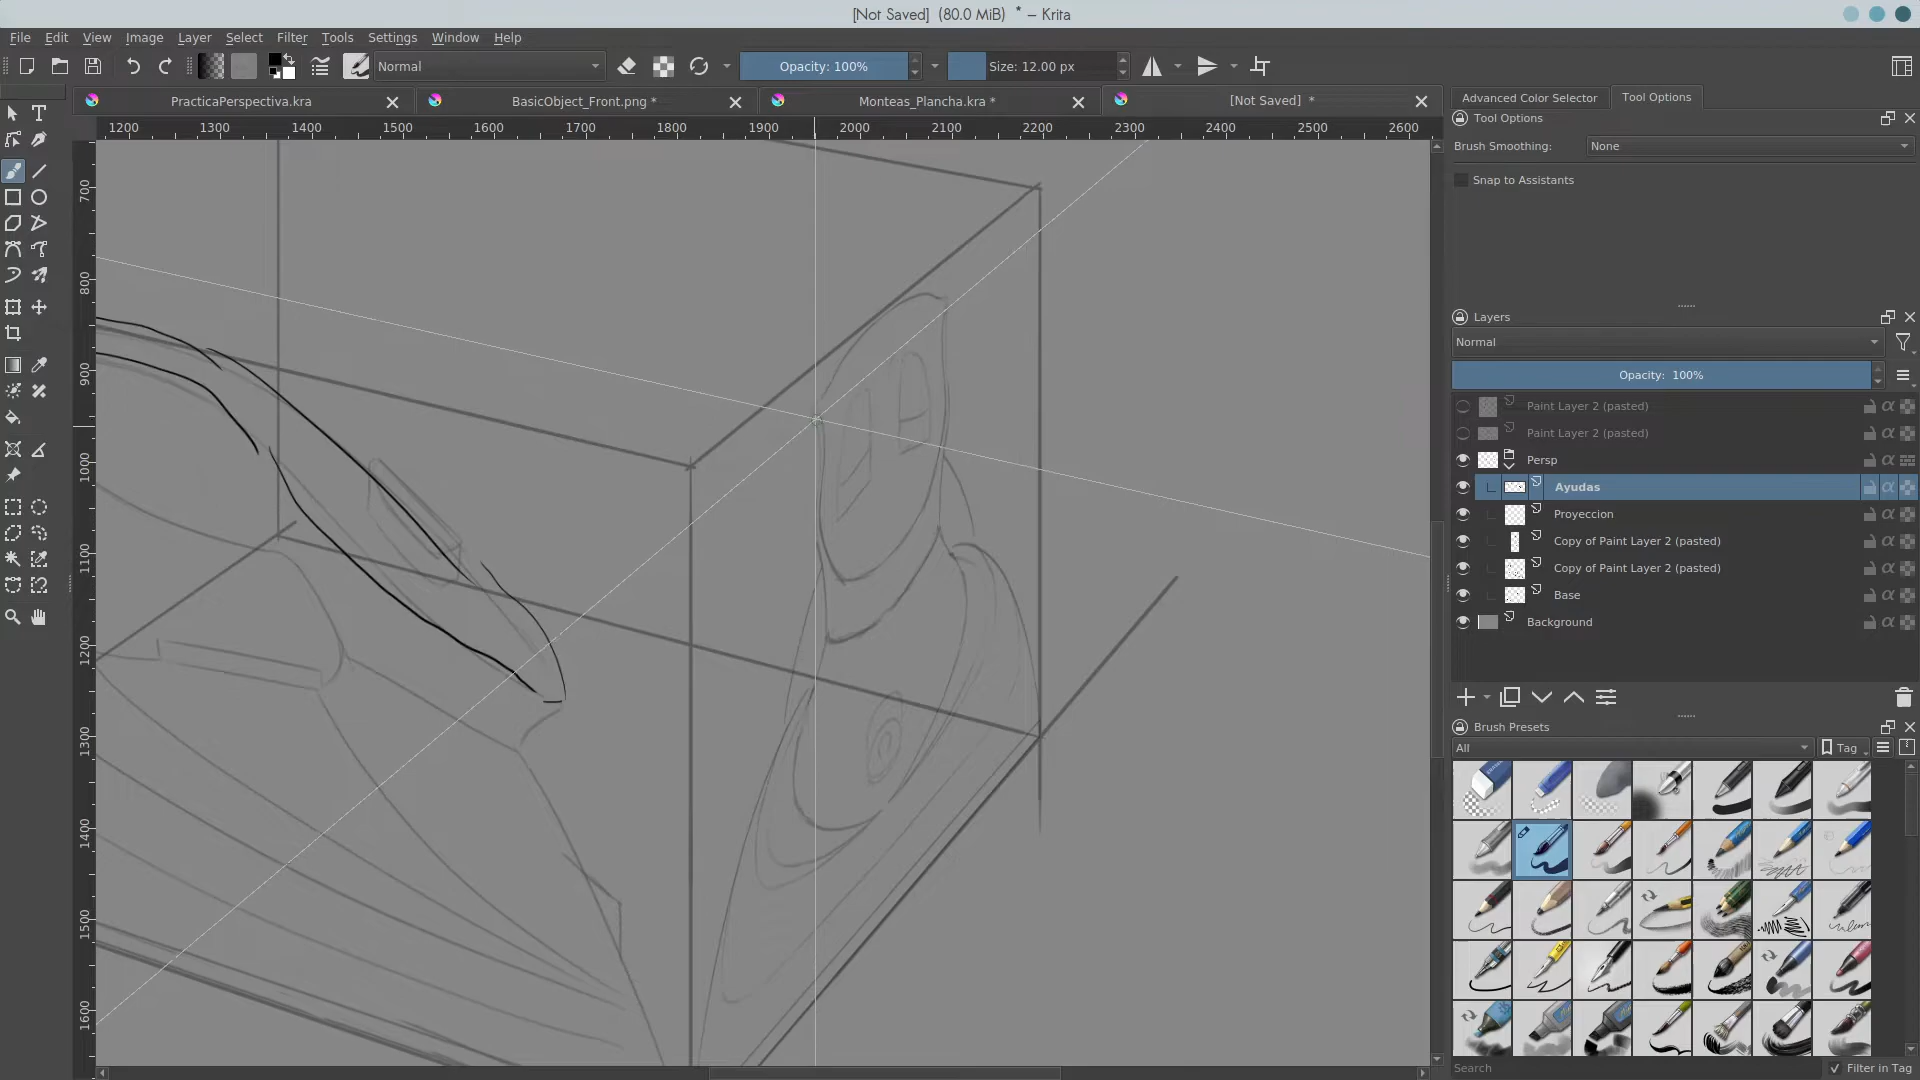 [Not Saved]  (80.0 MiB)  * – Krita
File Edit View Image Layer Select Filter Tools Settings Window Help
Normal Opacity: 100% Size: 12.00 px
PracticaPerspectiva.kra BasicObject_Front.png * Monteas_Plancha.kra * [Not Saved] *
Advanced Color Selector Tool Options
1200 1300 1400 1500 1600 1700 1800 1900 2000 2100 2200 2300 2400 2500 2600
Tool Options
Brush Smoothing: None
Snap to Assistants
700
800
900
1000
1100
1200
1300
1400
1500
1600
Layers
Normal
Opacity: 100%
Paint Layer 2 (pasted)
Paint Layer 2 (pasted)
Persp
Ayudas
Proyeccion
Copy of Paint Layer 2 (pasted)
Copy of Paint Layer 2 (pasted)
Base
Background
Brush Presets
All Tag
Search Filter in Tag